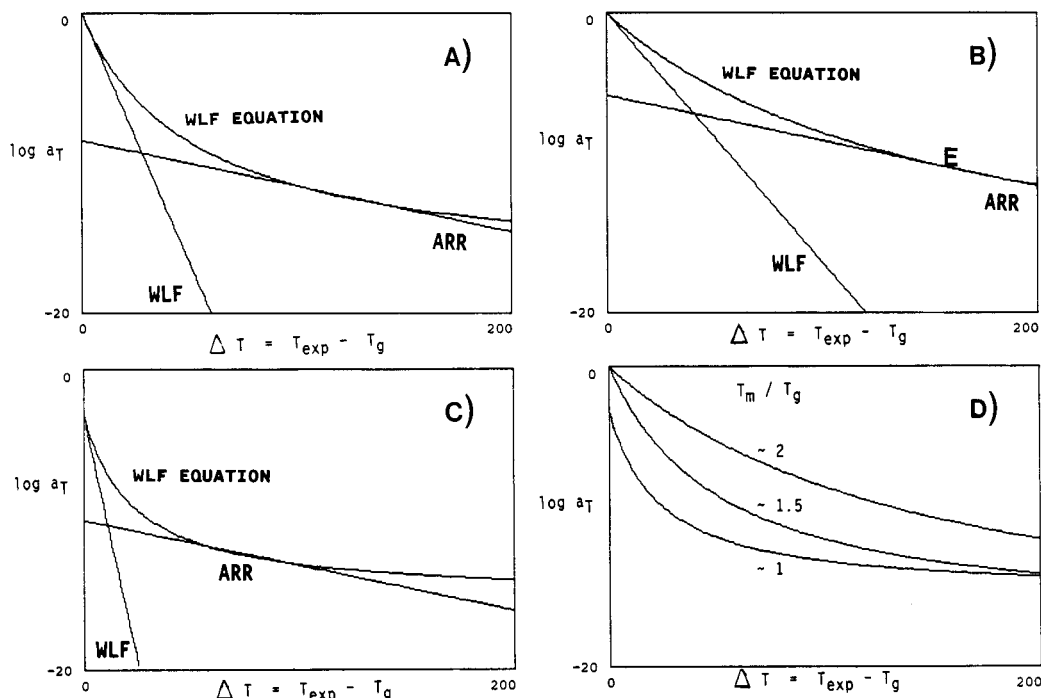 A)
0
WLF EQUATION
log aT
ARR
WLF
-20
0
200
Δ T = Texp - Tg
B)
0
WLF EQUATION
log aT
E
ARR
WLF
-20
0
200
Δ T = Texp - Tg
C)
0
WLF EQUATION
log aT
ARR
WLF
-20
0
200
Δ T = Texp - Tg
D)
0
Tm / Tg
~ 2
log aT
~ 1.5
~ 1
-20
0
200
Δ T = Texp - Tg